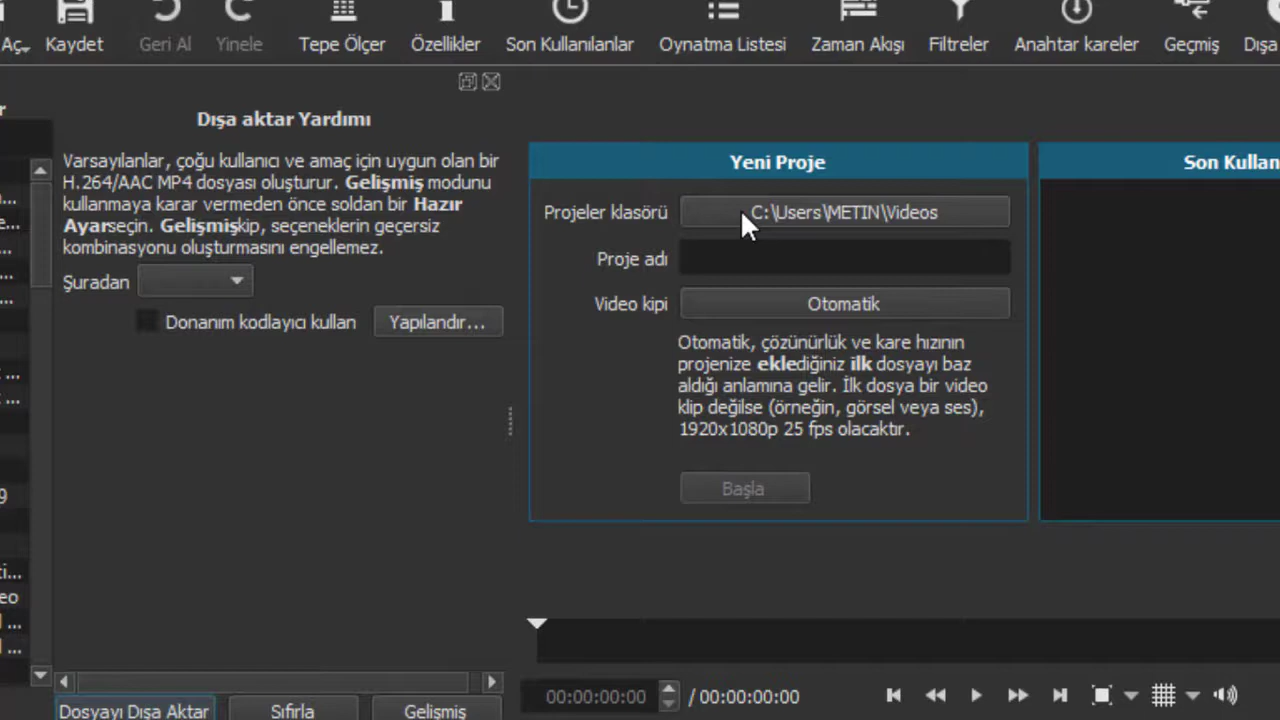 Aç
Kaydet
Geri Al
Yinele
Tepe Ölçer
Özellikler
Son Kullanılanlar
Oynatma Listesi
Zaman Akışı
Filtreler
Anahtar kareler
Geçmiş
Dışa
Dışa aktar Yardımı
Varsayılanlar, çoğu kullanıcı ve amaç için uygun olan bir
H.264/AAC MP4 dosyası oluşturur. Gelişmiş modunu
kullanmaya karar vermeden önce soldan bir Hazır
Ayarseçin. Gelişmişkip, seçeneklerin geçersiz
kombinasyonu oluşturmasını engellemez.
Şuradan
Donanım kodlayıcı kullan
Yapılandır...
Yeni Proje
Projeler klasörü
C:\Users\METIN\Videos
Proje adı
Video kipi
Otomatik
Otomatik, çözünürlük ve kare hızının
projenize eklediğiniz ilk dosyayı baz
aldığı anlamına gelir. İlk dosya bir video
klip değilse (örneğin, görsel veya ses),
1920x1080p 25 fps olacaktır.
Başla
Son Kullan
00:00:00:00
/ 00:00:00:00
Dosyayı Dışa Aktar
Sıfırla
Gelişmiş